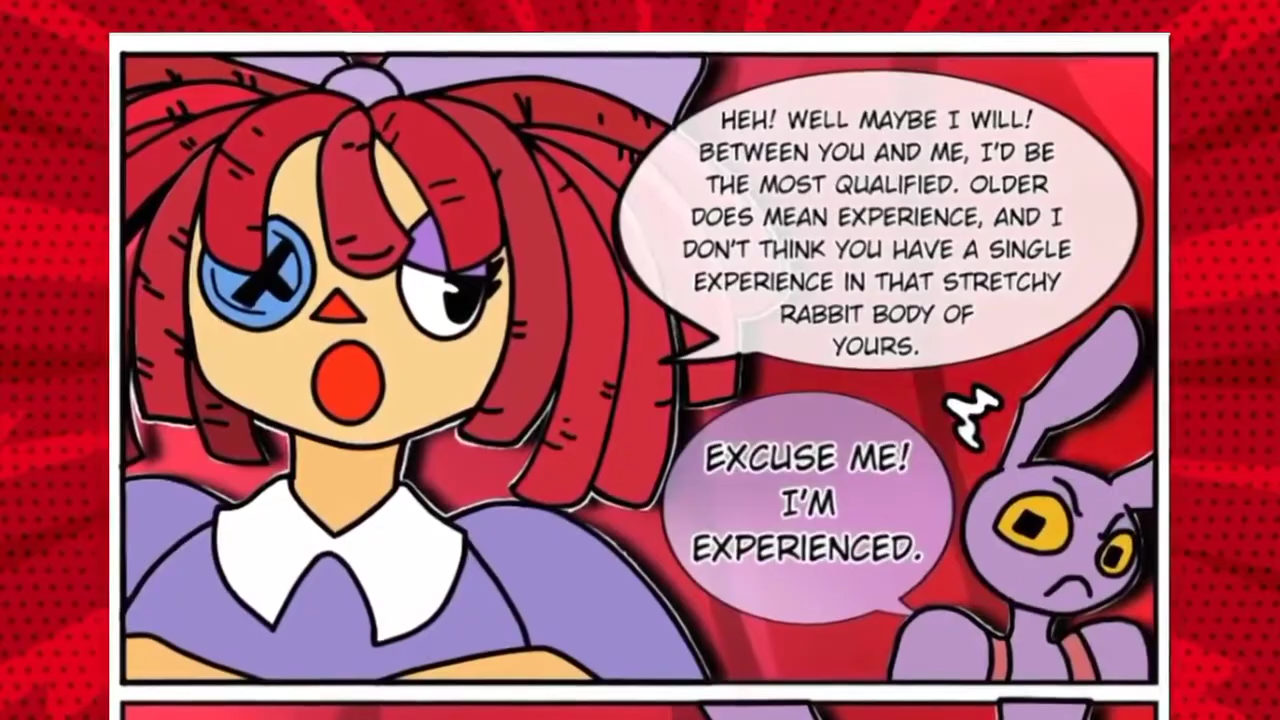 HEH! WELL MAYBE I WILL!
BETWEEN YOU AND ME, I'D BE
THE MOST QUALIFIED. OLDER
DOES MEAN EXPERIENCE, AND I
DON'T THINK YOU HAVE A SINGLE
EXPERIENCE IN THAT STRETCHY
RABBIT BODY OF
YOURS.
EXCUSE ME!
I'M
EXPERIENCED.